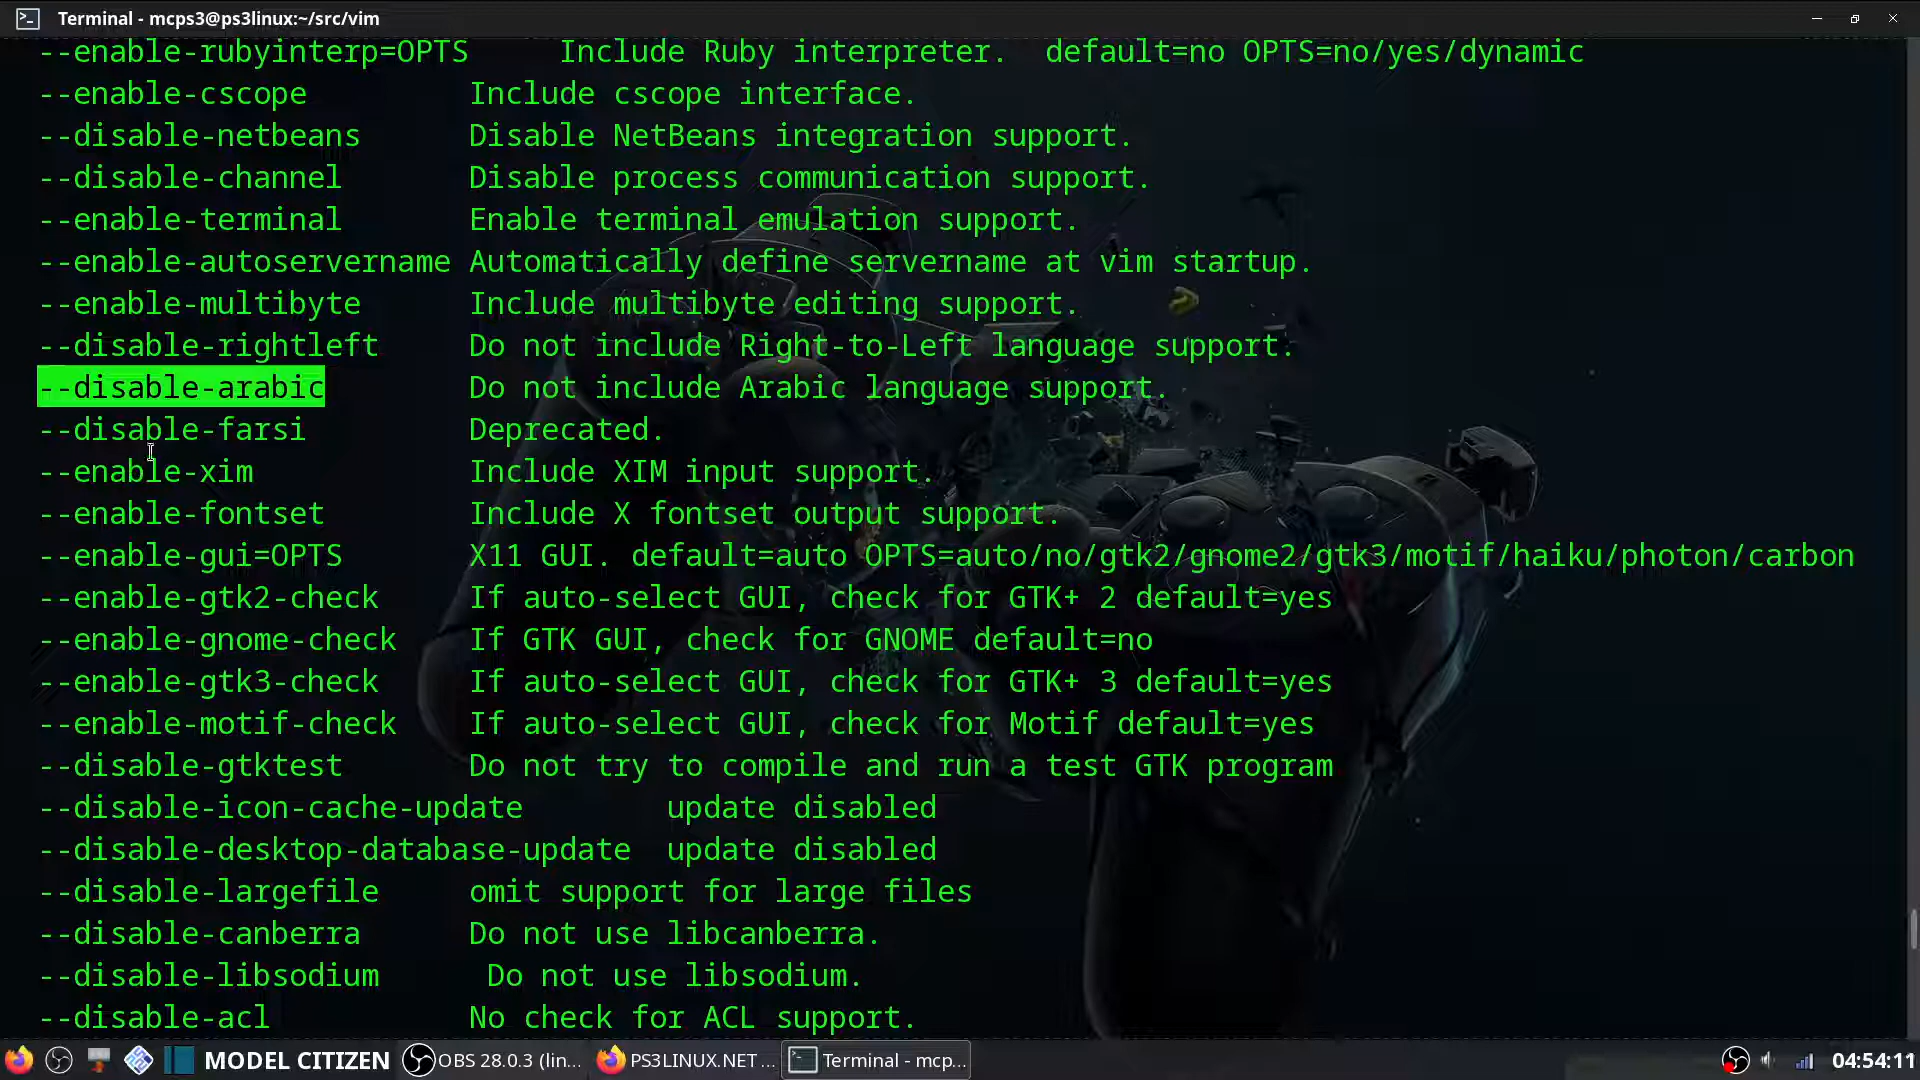 Terminal - mcps3@ps3linux:~/src/vim
--enable-rubyinterp=OPTS     Include Ruby interpreter.  default=no OPTS=no/yes/dynamic
--enable-cscope         Include cscope interface.
--disable-netbeans      Disable NetBeans integration support.
--disable-channel       Disable process communication support.
--enable-terminal       Enable terminal emulation support.
--enable-autoservername Automatically define servername at vim startup.
--enable-multibyte      Include multibyte editing support.
--disable-rightleft     Do not include Right-to-Left language support.
--disable-arabic        Do not include Arabic language support.
--disable-farsi         Deprecated.
--enable-xim            Include XIM input support.
--enable-fontset        Include X fontset output support.
--enable-gui=OPTS       X11 GUI. default=auto OPTS=auto/no/gtk2/gnome2/gtk3/motif/haiku/photon/carbon
--enable-gtk2-check     If auto-select GUI, check for GTK+ 2 default=yes
--enable-gnome-check    If GTK GUI, check for GNOME default=no
--enable-gtk3-check     If auto-select GUI, check for GTK+ 3 default=yes
--enable-motif-check    If auto-select GUI, check for Motif default=yes
--disable-gtktest       Do not try to compile and run a test GTK program
--disable-icon-cache-update        update disabled
--disable-desktop-database-update  update disabled
--disable-largefile     omit support for large files
--disable-canberra      Do not use libcanberra.
--disable-libsodium      Do not use libsodium.
--disable-acl           No check for ACL support.
MODEL CITIZEN OBS 28.0.3 (lin... PS3LINUX.NET ... Terminal - mcp... 04:54:11